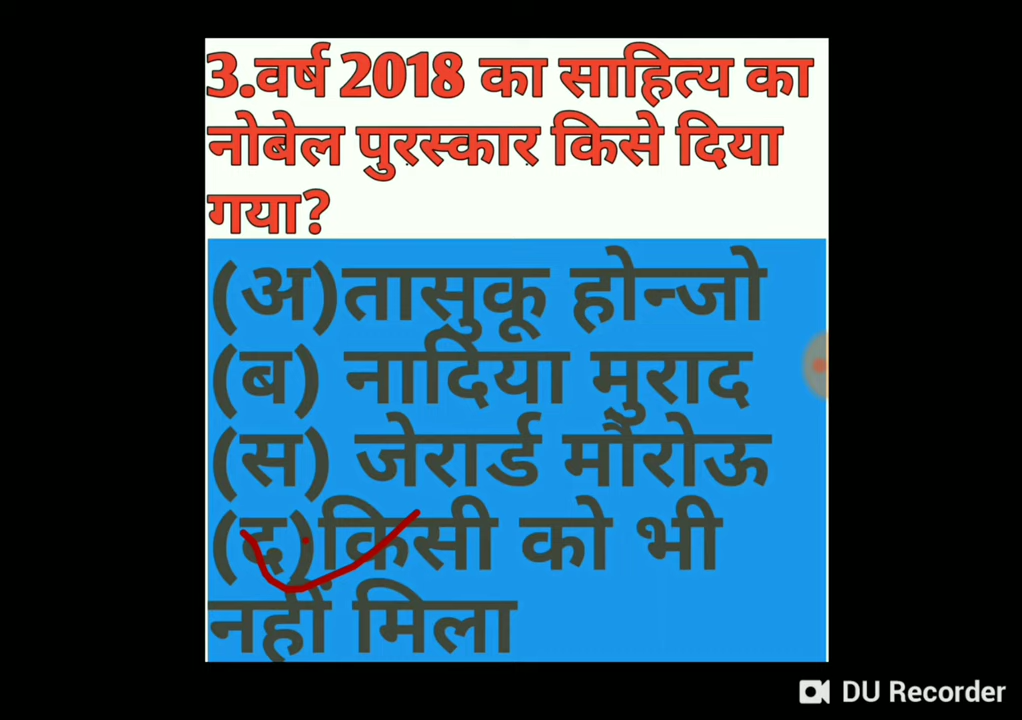 3.वर्ष 2018 का साहित्य का
नोबेल पुरस्कार किसे दिया
गया?
(अ)तासुकू होन्जो
(ब) नादिया मुराद
(स) जेरार्ड मौरोऊ
(द)किसी को भी
नहीं मिला
DU Recorder